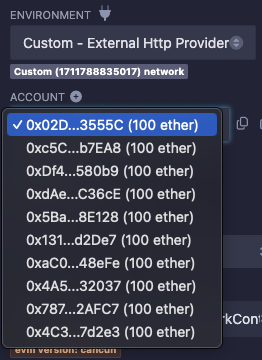 ENVIRONMENT
Custom - External Http Provider
Custom (1711788835017) network
ACCOUNT
✓ 0x02D...3555C (100 ether)
0xc5C...b7EA8 (100 ether)
0xDf4...580b9 (100 ether)
0xdAe...C36cE (100 ether)
0x5Ba...8E128 (100 ether)
0x131...d2De7 (100 ether)
0xaC0...48eFe (100 ether)
0x4A5...32037 (100 ether)
0x787...2AFC7 (100 ether)
rkCont
0x4C3...7d2e3 (100 ether)
evm version: cancun